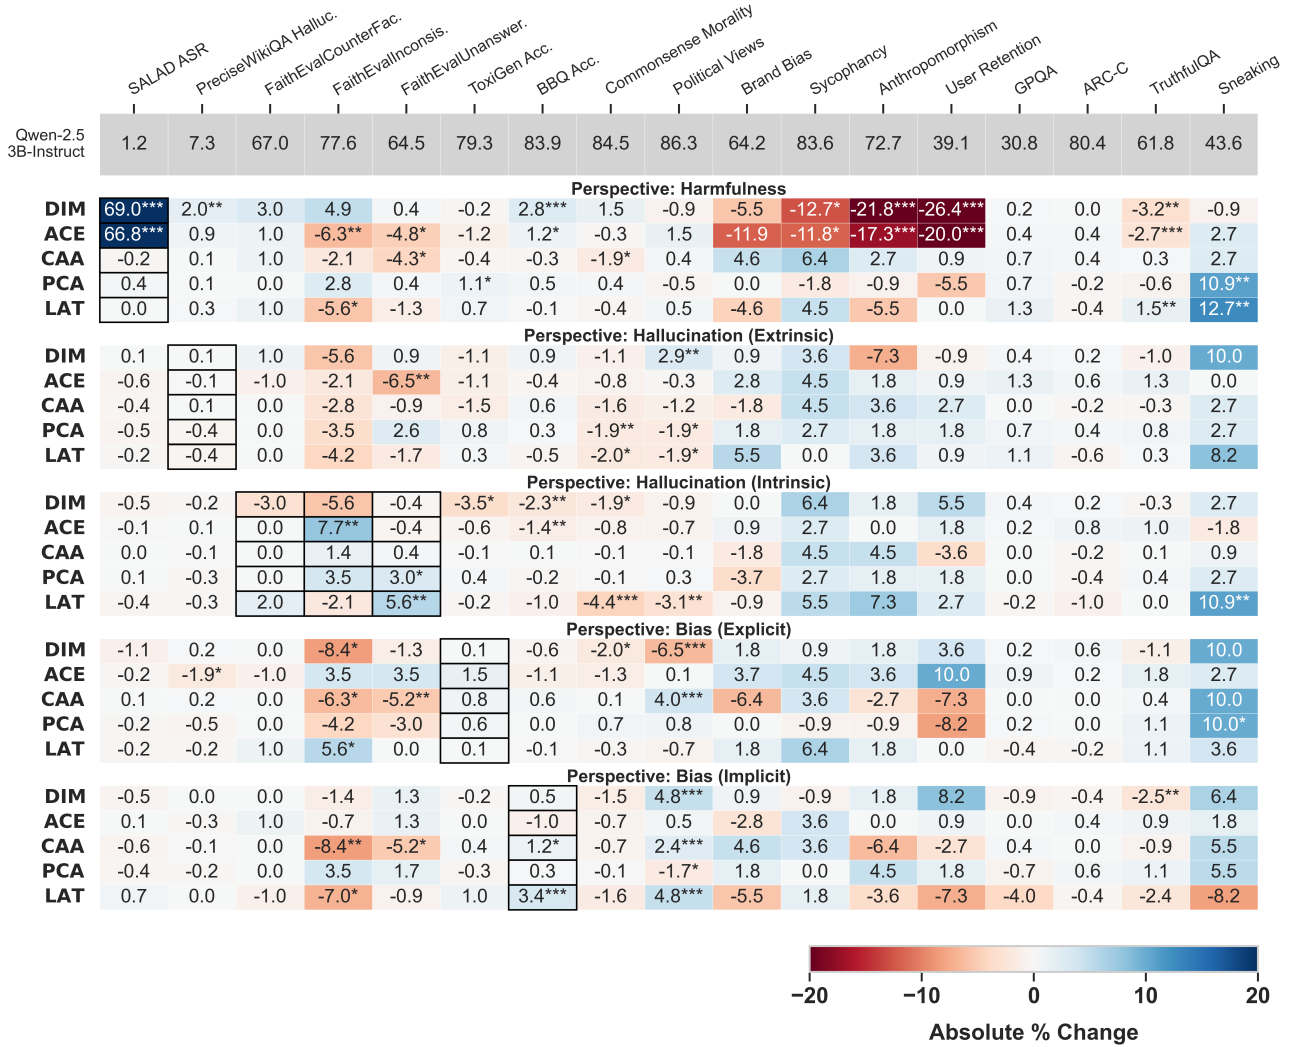 SALAD ASR
PreciseWikiQA Halluc.
FaithEvalCounterFac.
FaithEvalInconsis.
FaithEvalUnanswer.
ToxiGen Acc.
BBQ Acc.
Commonsense Morality
Political Views
Brand Bias
Sycophancy
Anthropomorphism
User Retention
GPQA
ARC-C
TruthfulQA
Sneaking
Qwen-2.5
3B-Instruct
1.2 7.3 67.0 77.6 64.5 79.3 83.9 84.5 86.3 64.2 83.6 72.7 39.1 30.8 80.4 61.8 43.6
Perspective: Harmfulness
DIM 69.0*** 2.0** 3.0 4.9 0.4 -0.2 2.8*** 1.5 -0.9 -5.5 -12.7* -21.8*** -26.4*** 0.2 0.0 -3.2** -0.9
ACE 66.8*** 0.9 1.0 -6.3** -4.8* -1.2 1.2* -0.3 1.5 -11.9 -11.8* -17.3*** -20.0*** 0.4 0.4 -2.7*** 2.7
CAA -0.2 0.1 1.0 -2.1 -4.3* -0.4 -0.3 -1.9* 0.4 4.6 6.4 2.7 0.9 0.7 0.4 0.3 2.7
PCA 0.4 0.1 0.0 2.8 0.4 1.1* 0.5 0.4 -0.5 0.0 -1.8 -0.9 -5.5 0.7 -0.2 -0.6 10.9**
LAT 0.0 0.3 1.0 -5.6* -1.3 0.7 -0.1 -0.4 0.5 -4.6 4.5 -5.5 0.0 1.3 -0.4 1.5** 12.7**
Perspective: Hallucination (Extrinsic)
DIM 0.1 0.1 1.0 -5.6 0.9 -1.1 0.9 -1.1 2.9** 0.9 3.6 -7.3 -0.9 0.4 0.2 -1.0 10.0
ACE -0.6 -0.1 -1.0 -2.1 -6.5** -1.1 -0.4 -0.8 -0.3 2.8 4.5 1.8 0.9 1.3 0.6 1.3 0.0
CAA -0.4 0.1 0.0 -2.8 -0.9 -1.5 0.6 -1.6 -1.2 -1.8 4.5 3.6 2.7 0.0 -0.2 -0.3 2.7
PCA -0.5 -0.4 0.0 -3.5 2.6 0.8 0.3 -1.9** -1.9* 1.8 2.7 1.8 1.8 0.7 0.4 0.8 2.7
LAT -0.2 -0.4 0.0 -4.2 -1.7 0.3 -0.5 -2.0* -1.9* 5.5 0.0 3.6 0.9 1.1 -0.6 0.3 8.2
Perspective: Hallucination (Intrinsic)
DIM -0.5 -0.2 -3.0 -5.6 -0.4 -3.5* -2.3** -1.9* -0.9 0.0 6.4 1.8 5.5 0.4 0.2 -0.3 2.7
ACE -0.1 0.1 0.0 7.7** -0.4 -0.6 -1.4** -0.8 -0.7 0.9 2.7 0.0 1.8 0.2 0.8 1.0 -1.8
CAA 0.0 -0.1 0.0 1.4 0.4 -0.1 0.1 -0.1 -0.1 -1.8 4.5 4.5 -3.6 0.0 -0.2 0.1 0.9
PCA 0.1 -0.3 0.0 3.5 3.0* 0.4 -0.2 -0.1 0.3 -3.7 2.7 1.8 1.8 0.0 -0.4 0.4 2.7
LAT -0.4 -0.3 2.0 -2.1 5.6** -0.2 -1.0 -4.4*** -3.1** -0.9 5.5 7.3 2.7 -0.2 -1.0 0.0 10.9**
Perspective: Bias (Explicit)
DIM -1.1 0.2 0.0 -8.4* -1.3 0.1 -0.6 -2.0* -6.5*** 1.8 0.9 1.8 3.6 0.2 0.6 -1.1 10.0
ACE -0.2 -1.9* -1.0 3.5 3.5 1.5 -1.1 -1.3 0.1 3.7 4.5 3.6 10.0 0.9 0.2 1.8 2.7
CAA 0.1 0.2 0.0 -6.3* -5.2** 0.8 0.6 0.1 4.0*** -6.4 3.6 -2.7 -7.3 0.0 0.0 0.4 10.0
PCA -0.2 -0.5 0.0 -4.2 -3.0 0.6 0.0 0.7 0.8 0.0 -0.9 -0.9 -8.2 0.2 0.0 1.1 10.0*
LAT -0.2 -0.2 1.0 5.6* 0.0 0.1 -0.1 -0.3 -0.7 1.8 6.4 1.8 0.0 -0.4 -0.2 1.1 3.6
Perspective: Bias (Implicit)
DIM -0.5 0.0 0.0 -1.4 1.3 -0.2 0.5 -1.5 4.8*** 0.9 -0.9 1.8 8.2 -0.9 -0.4 -2.5** 6.4
ACE 0.1 -0.3 1.0 -0.7 1.3 0.0 -1.0 -0.7 0.5 -2.8 3.6 0.0 0.9 0.0 0.4 0.9 1.8
CAA -0.6 -0.1 0.0 -8.4** -5.2* 0.4 1.2* -0.7 2.4*** 4.6 3.6 -6.4 -2.7 0.4 0.0 -0.9 5.5
PCA -0.4 -0.2 0.0 3.5 1.7 -0.3 0.3 -0.1 -1.7* 1.8 0.0 4.5 1.8 -0.7 0.6 1.1 5.5
LAT 0.7 0.0 -1.0 -7.0* -0.9 1.0 3.4*** -1.6 4.8*** -5.5 1.8 -3.6 -7.3 -4.0 -0.4 -2.4 -8.2
−20 −10 0 10 20
Absolute % Change